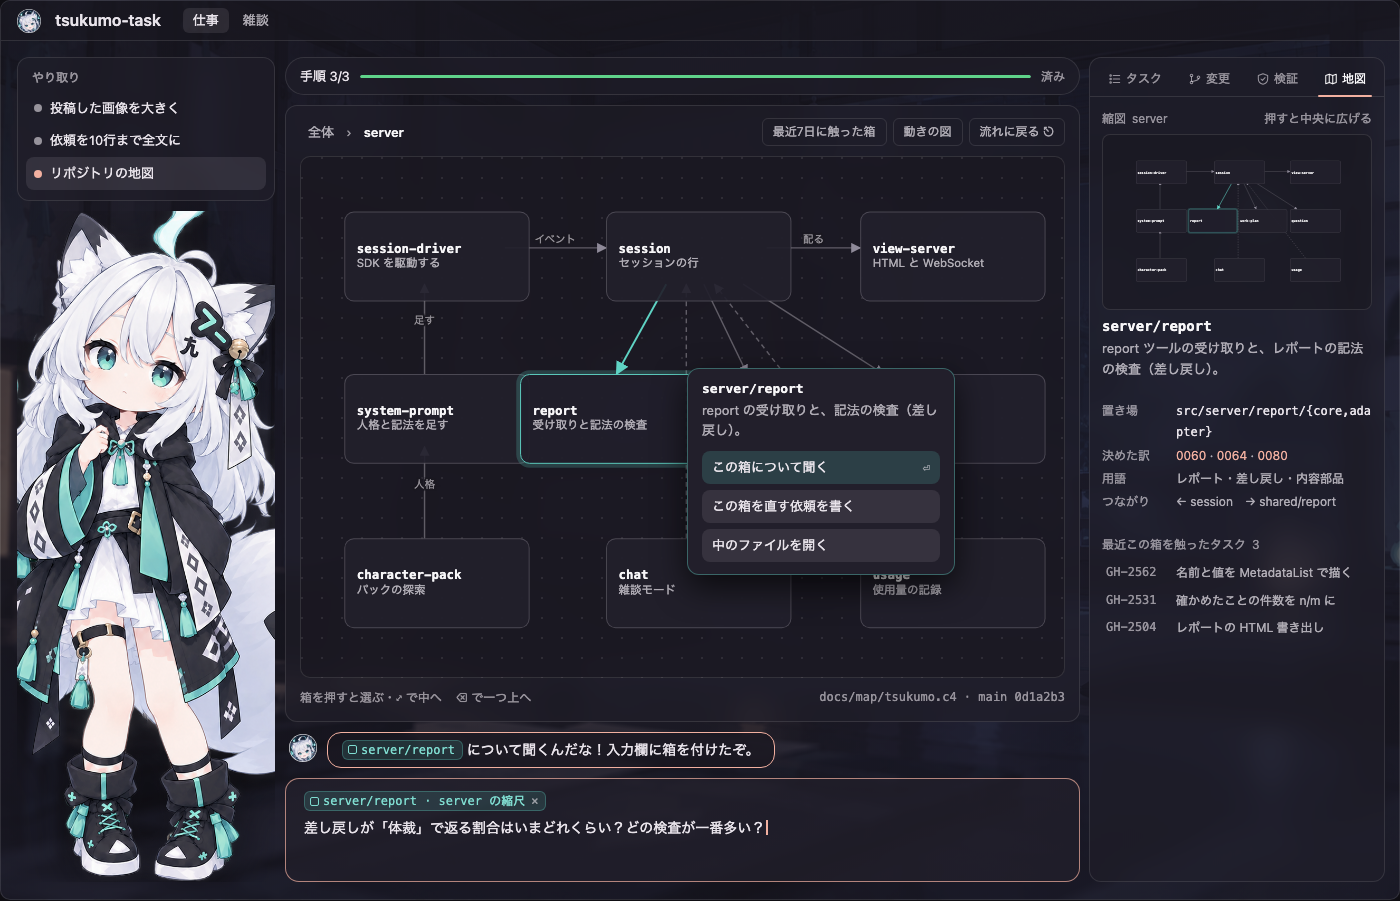 tsukumo-task
仕事
雑談
やり取り
投稿した画像を大きく
依頼を10行まで全文に
リポジトリの地図
手順 3/3
済み
全体 › server
最近7日に触った箱
動きの図
流れに戻る
session-driver
SDK を駆動する
イベント
session
セッションの行
配る
view-server
HTML と WebSocket
足す
system-prompt
人格と記法を足す
report
受け取りと記法の検査
人格
character-pack
パックの探索
chat
雑談モード
usage
使用量の記録
server/report
report の受け取りと、記法の検査（差し
戻し）。
この箱について聞く
この箱を直す依頼を書く
中のファイルを開く
箱を押すと選ぶ・⤢ で中へ ⌫ で一つ上へ
docs/map/tsukumo.c4 · main 0d1a2b3
server/report について聞くんだな！入力欄に箱を付けたぞ。
server/report · server の縮尺 ×
差し戻しが「体裁」で返る割合はいまどれくらい？どの検査が一番多い？
タスク
変更
検証
地図
縮図 server
押すと中央に広げる
session-driver
session
view-server
system-prompt
report
work-plan
question
character-pack
chat
usage
server/report
report ツールの受け取りと、レポートの記法
の検査（差し戻し）。
置き場 src/server/report/{core,ada
pter}
決めた訳 0060 · 0064 · 0080
用語 レポート・差し戻し・内容部品
つながり ← session → shared/report
最近この箱を触ったタスク 3
GH-2562 名前と値を MetadataList で描く
GH-2531 確かめたことの件数を n/m に
GH-2504 レポートの HTML 書き出し